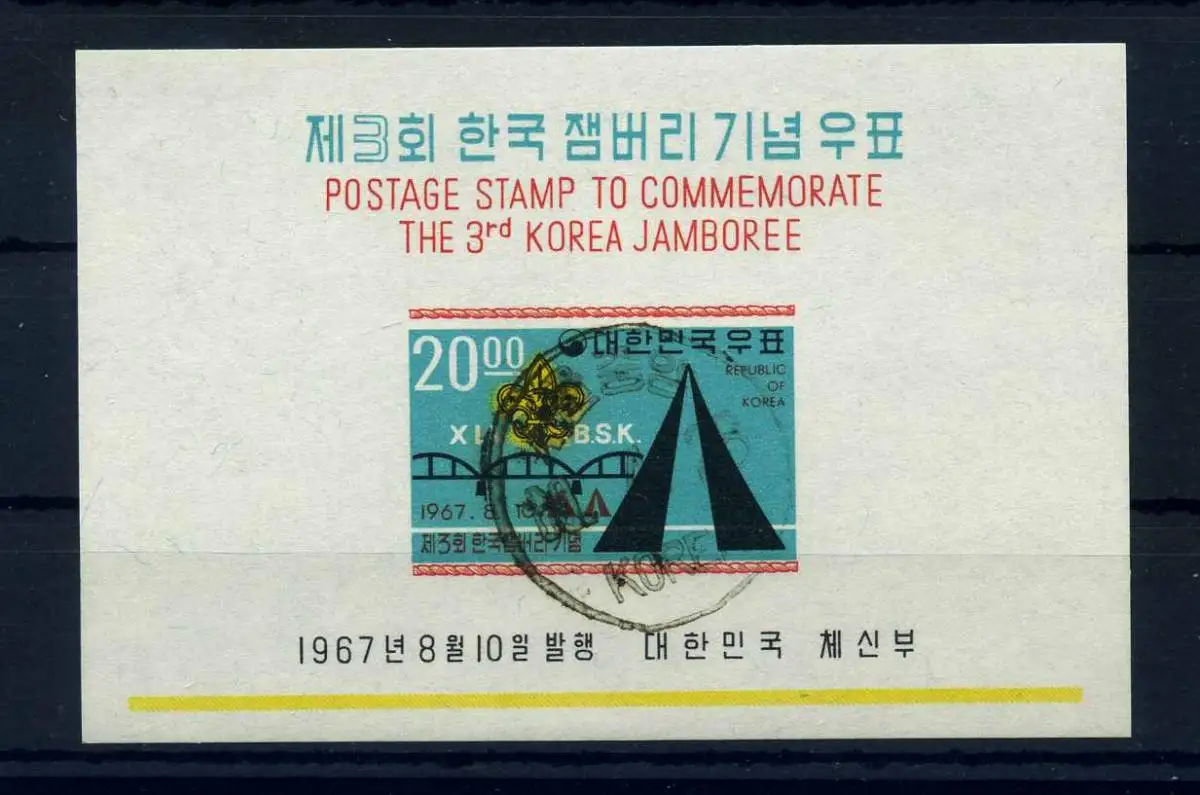 제3회 한국 잼버리 기념 우표
POSTAGE STAMP TO COMMEMORATE
THE 3rd KOREA JAMBOREE
20.00
대한민국우표
REPUBLIC
OF
KOREA
B.S.K.
1967. 8. 10
제3회 한국잼버리기념
KORE
1967년 8월 10일 발행 대한민국 체신부